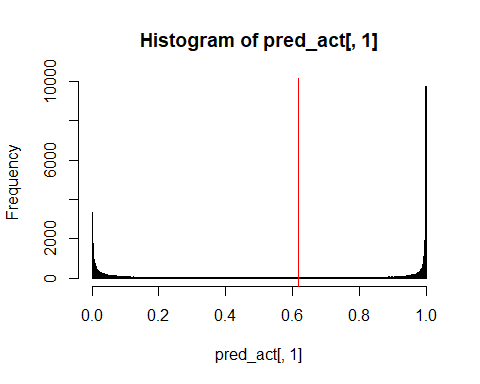 Histogram of pred_act[, 1]
Frequency
10000
6000
2000
0
0.0 0.2 0.4 0.6 0.8 1.0
pred_act[, 1]